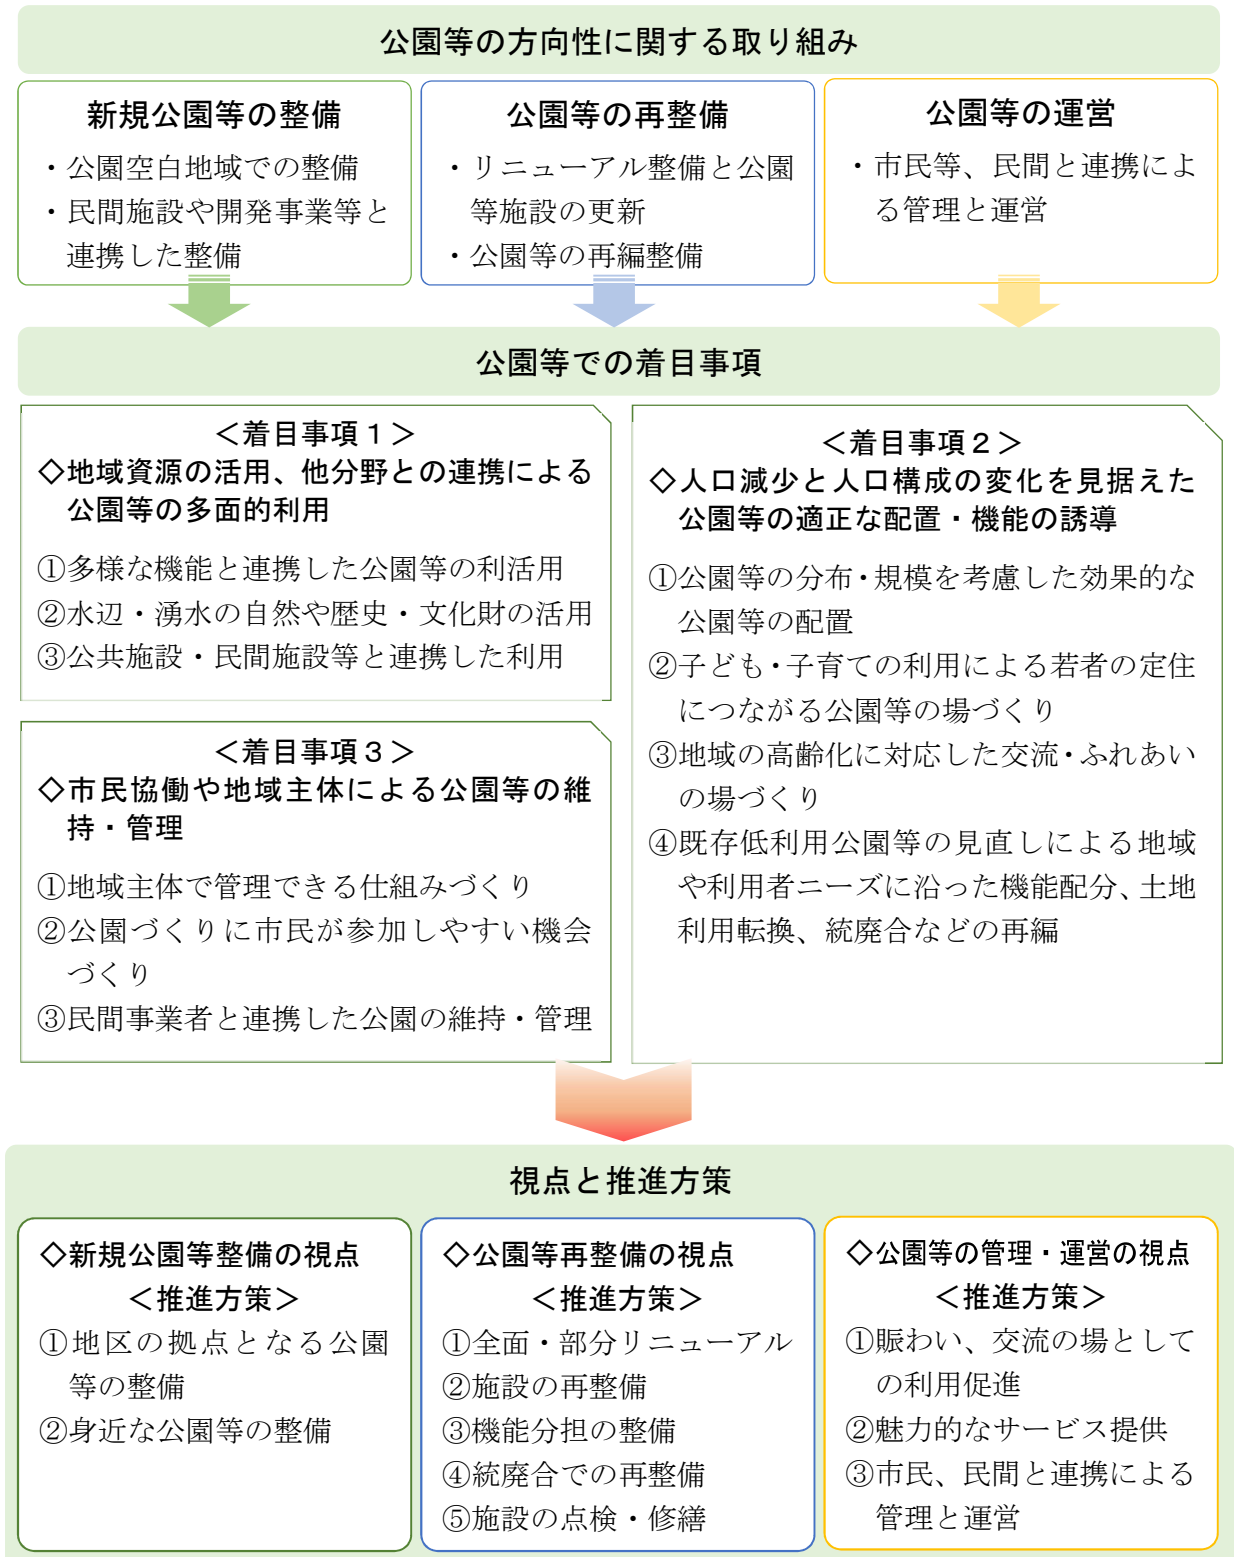 公園等の方向性に関する取り組み
新規公園等の整備
・公園空白地域での整備
・民間施設や開発事業等と
連携した整備
公園等の再整備
・リニューアル整備と公園
等施設の更新
・公園等の再編整備
公園等の運営
・市民等、民間と連携によ
る管理と運営
公園等での着目事項
＜着目事項１＞
◇地域資源の活用、他分野との連携による
公園等の多面的利用
①多様な機能と連携した公園等の利活用
②水辺・湧水の自然や歴史・文化財の活用
③公共施設・民間施設等と連携した利用
＜着目事項２＞
◇人口減少と人口構成の変化を見据えた
公園等の適正な配置・機能の誘導
①公園等の分布・規模を考慮した効果的な
公園等の配置
②子ども・子育ての利用による若者の定住
につながる公園等の場づくり
③地域の高齢化に対応した交流・ふれあい
の場づくり
④既存低利用公園等の見直しによる地域
や利用者ニーズに沿った機能配分、土地
利用転換、統廃合などの再編
＜着目事項３＞
◇市民協働や地域主体による公園等の維
持・管理
①地域主体で管理できる仕組みづくり
②公園づくりに市民が参加しやすい機会
づくり
③民間事業者と連携した公園の維持・管理
視点と推進方策
◇新規公園等整備の視点
＜推進方策＞
①地区の拠点となる公園
等の整備
②身近な公園等の整備
◇公園等再整備の視点
＜推進方策＞
①全面・部分リニューアル
②施設の再整備
③機能分担の整備
④統廃合での再整備
⑤施設の点検・修繕
◇公園等の管理・運営の視点
＜推進方策＞
①賑わい、交流の場として
の利用促進
②魅力的なサービス提供
③市民、民間と連携による
管理と運営